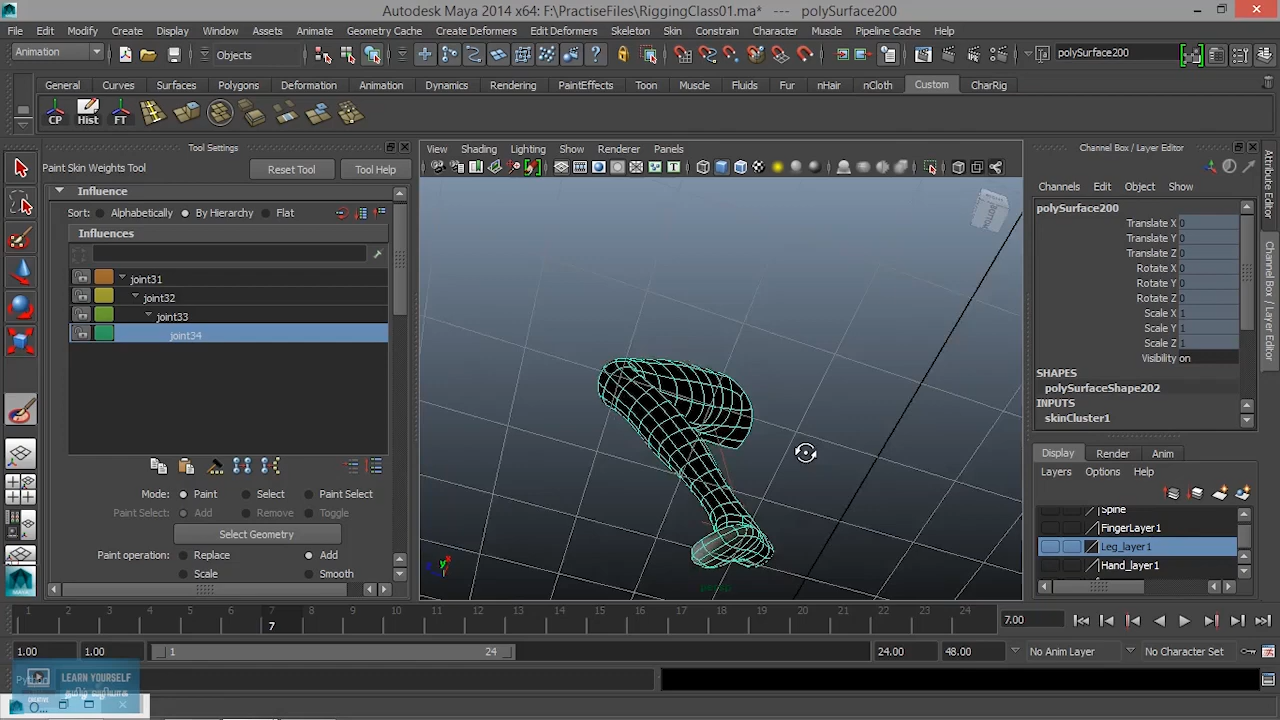 Autodesk Maya 2014 x64: F:\PractiseFiles\RiggingClass01.ma* --- polySurface200
File Edit Modify Create Display Window Assets Animate Geometry Cache Create Deformers Edit Deformers Skeleton Skin Constrain Character Muscle Pipeline Cache Help
Animation Objects polySurface200
General Curves Surfaces Polygons Deformation Animation Dynamics Rendering PaintEffects Toon Muscle Fluids Fur nHair nCloth Custom CharRig
CP Hist FT
Tool Settings
Paint Skin Weights Tool Reset Tool Tool Help
Influence
Sort: Alphabetically By Hierarchy Flat
Influences
joint31
joint32
joint33
joint34
Mode: Paint Select Paint Select
Paint Select: Add Remove Toggle
Select Geometry
Paint operation: Replace Add
Scale Smooth
View Shading Lighting Show Renderer Panels
persp
Channel Box / Layer Editor
Channels Edit Object Show
polySurface200
Translate X 0
Translate Y 0
Translate Z 0
Rotate X 0
Rotate Y 0
Rotate Z 0
Scale X 1
Scale Y 1
Scale Z 1
Visibility on
SHAPES
polySurfaceShape202
INPUTS
skinCluster1
Display Render Anim
Layers Options Help
Spine
FingerLayer1
Leg_layer1
Hand_layer1
Attribute Editor
Channel Box / Layer Editor
1 2 3 4 5 6 7 8 9 10 11 12 13 14 15 16 17 18 19 20 21 22 23 24
7
7.00
1.00 1.00 1 24 24.00 48.00 No Anim Layer No Character Set
Python
LEARN YOURSELF
தமிழ் வழியாக
CREATIVE
O...